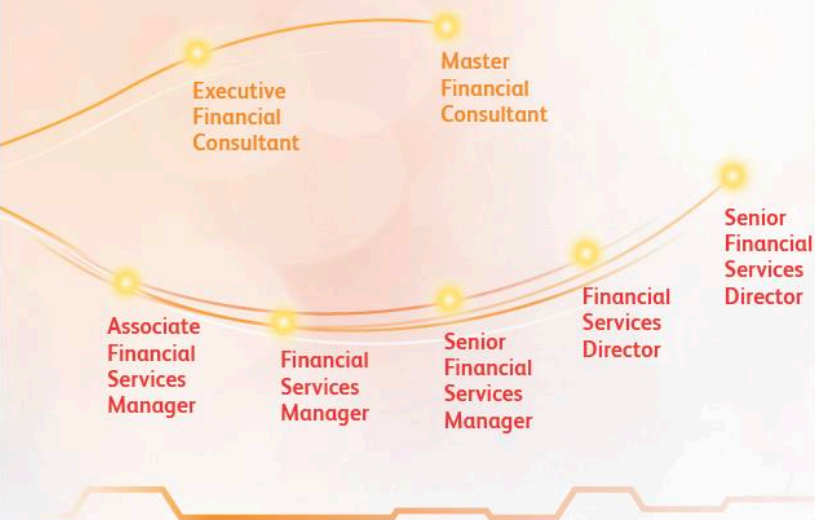 Executive
Financial
Consultant
Master
Financial
Consultant
Associate
Financial
Services
Manager
Financial
Services
Manager
Senior
Financial
Services
Manager
Financial
Services
Director
Senior
Financial
Services
Director